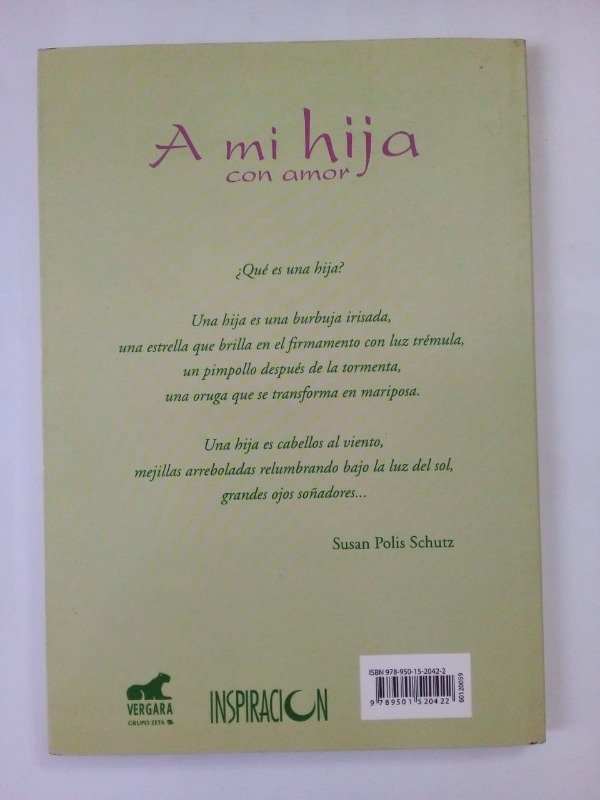 A mi hija
con amor
¿Qué es una hija?
Una hija es una burbuja irisada,
una estrella que brilla en el firmamento con luz trémula,
un pimpollo después de la tormenta,
una oruga que se transforma en mariposa.
Una hija es cabellos al viento,
mejillas arreboladas relumbrando bajo la luz del sol,
grandes ojos soñadores...
Susan Polis Schutz
VERGARA
GRUPO ZETA
INSPIRACION
ISBN 978-950-15-2042-2
9 789501 520422
60120059